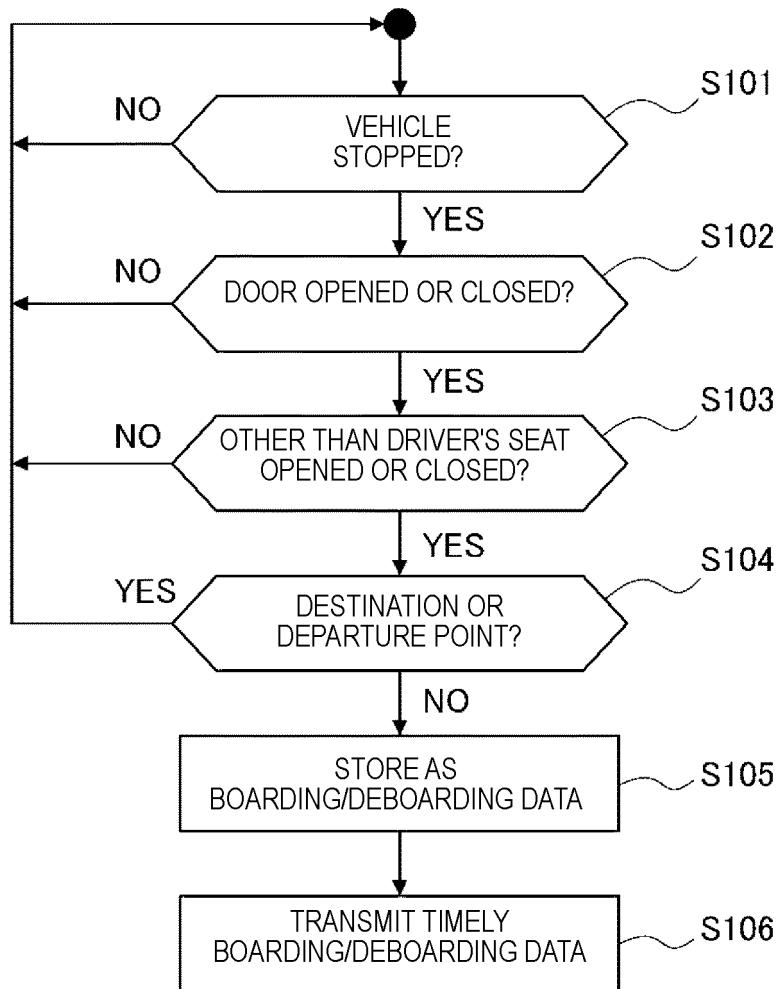 S101
NO
VEHICLE
STOPPED?
YES
S102
NO
DOOR OPENED OR CLOSED?
YES
S103
NO
OTHER THAN DRIVER'S SEAT
OPENED OR CLOSED?
YES
S104
YES
DESTINATION OR
DEPARTURE POINT?
NO
STORE AS
BOARDING/DEBOARDING DATA
S105
TRANSMIT TIMELY
BOARDING/DEBOARDING DATA
S106